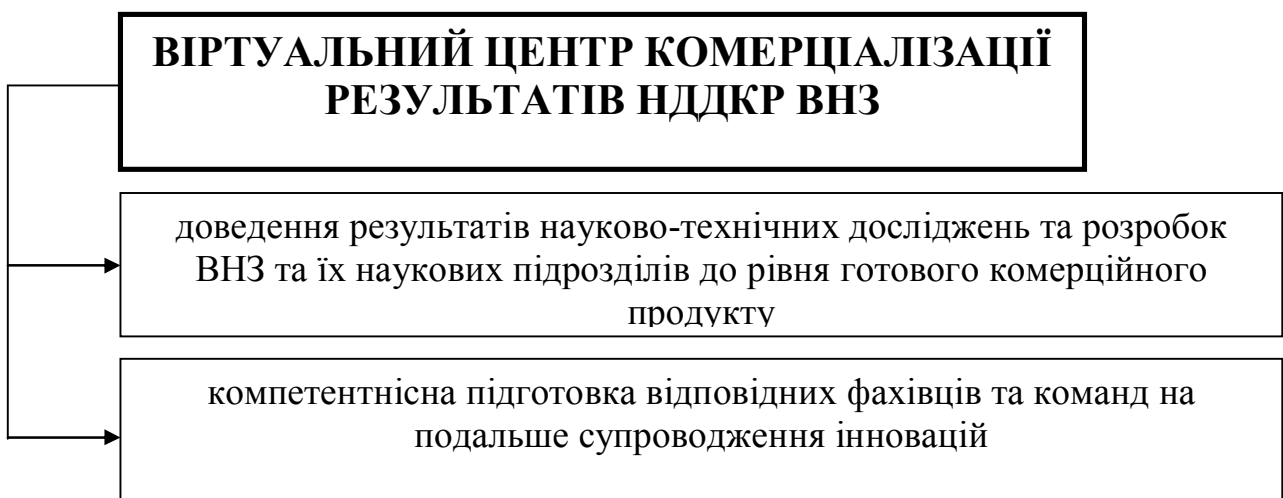 ВІРТУАЛЬНИЙ ЦЕНТР КОМЕРЦІАЛІЗАЦІЇ
РЕЗУЛЬТАТІВ НДДКР ВНЗ
доведення результатів науково-технічних досліджень та розробок
ВНЗ та їх наукових підрозділів до рівня готового комерційного
продукту
компетентнісна підготовка відповідних фахівців та команд на
подальше супроводження інновацій